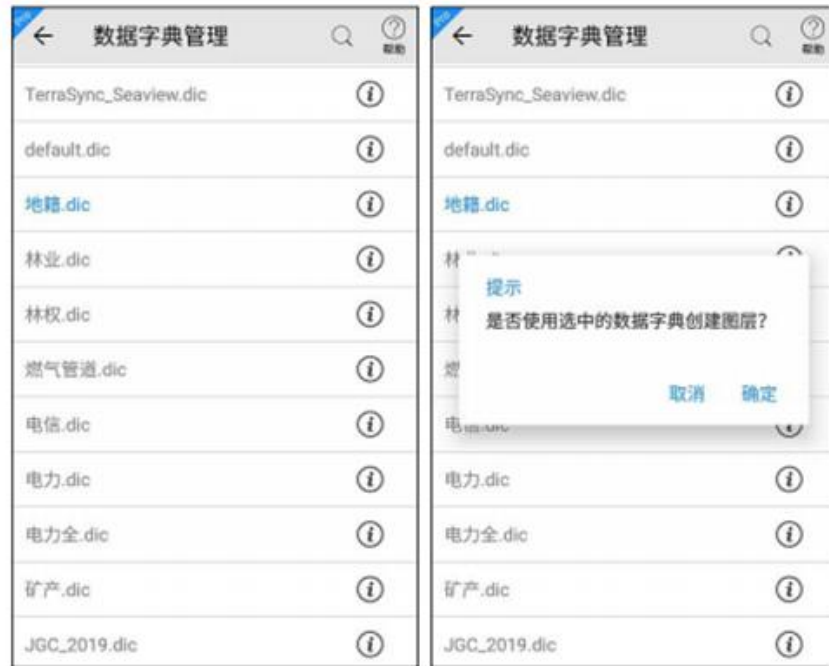 Pro
数据字典管理
帮助
TerraSync_Seaview.dic
default.dic
地籍.dic
林业.dic
林权.dic
燃气管道.dic
电信.dic
电力.dic
电力全.dic
矿产.dic
JGC_2019.dic
Pro
数据字典管理
帮助
TerraSync_Seaview.dic
default.dic
地籍.dic
提示
是否使用选中的数据字典创建图层?
取消 确定
电力.dic
电力全.dic
矿产.dic
JGC_2019.dic